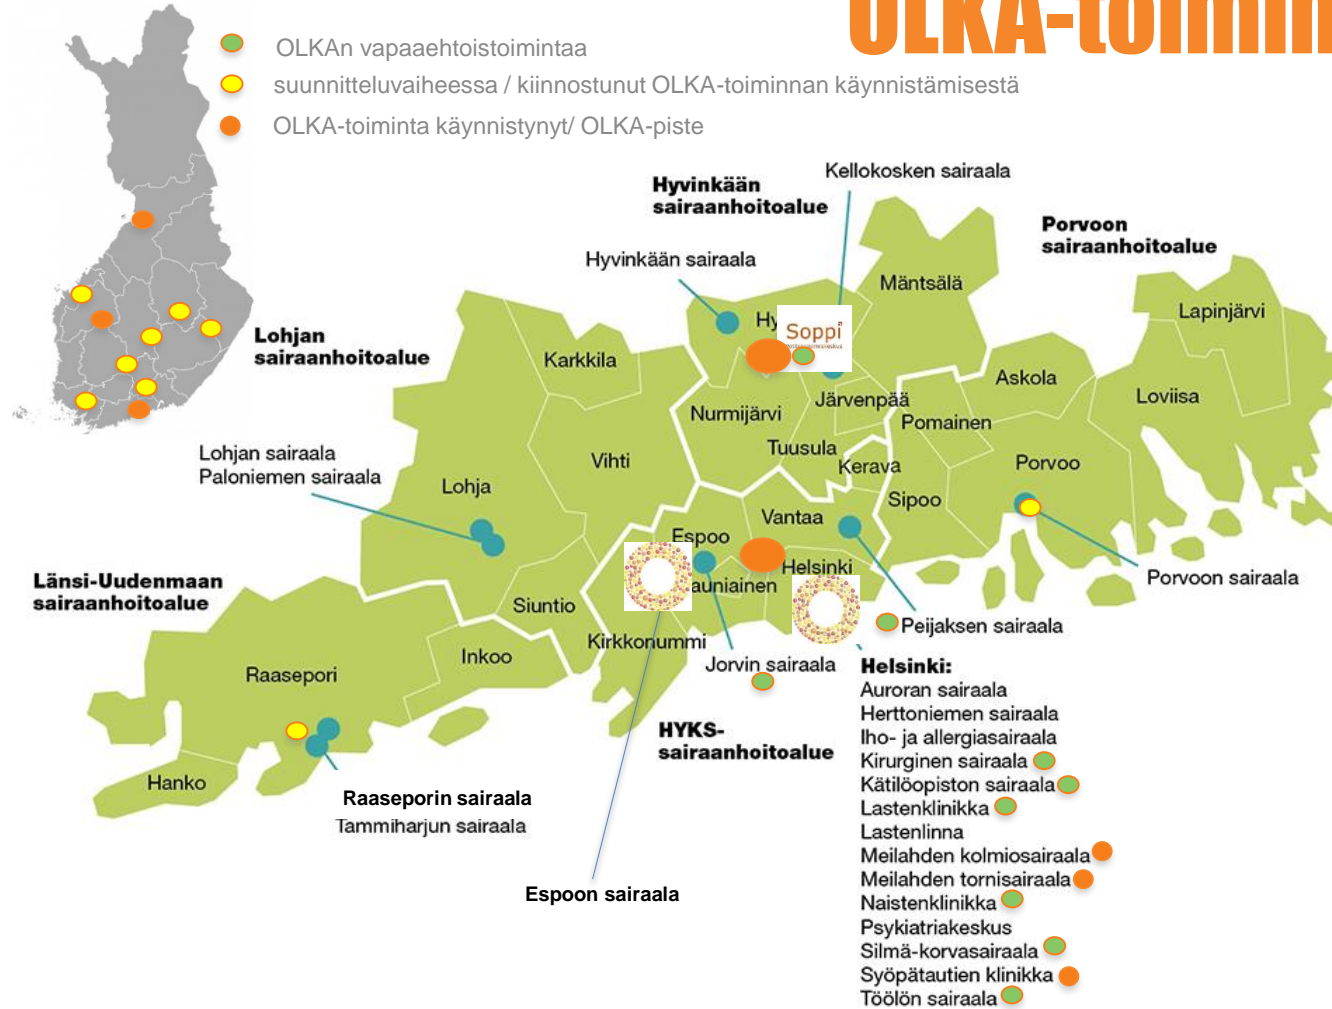 OLKA-toimin
OLKAn vapaaehtoistoimintaa
suunnitteluvaiheessa / kiinnostunut OLKA-toiminnan käynnistämisestä
OLKA-toiminta käynnistynyt/ OLKA-piste
Kellokosken sairaala
Hyvinkään
sairaanhoitoalue
Porvoon
sairaanhoitoalue
Hyvinkään sairaala
Mäntsälä
Lapinjärvi
Hy
Soppi
Lohjan
sairaanhoitoalue
Karkkila
Askola
Loviisa
Järvenpää
Nurmijärvi
Pornainen
Tuusula
Kerava
Lohjan sairaala
Paloniemen sairaala
Vihti
Porvoo
Lohja
Sipoo
Vantaa
Espoo
Helsinki
auniainen
Porvoon sairaala
Länsi-Uudenmaan
sairaanhoitoalue
Siuntio
Kirkkonummi
Peijaksen sairaala
Inkoo
Jorvin sairaala
Raasepori
HYKS-
sairaanhoitoalue
Hanko
Raaseporin sairaala
Tammiharjun sairaala
Espoon sairaala
Helsinki:
Auroran sairaala
Herttoniemen sairaala
Iho- ja allergiasairaala
Kirurginen sairaala
Kätilöopiston sairaala
Lastenklinikka
Lastenlinna
Meilahden kolmiosairaala
Meilahden tornisairaala
Naistenklinikka
Psykiatriakeskus
Silmä-korvasairaala
Syöpätautien klinikka
Töölön sairaala